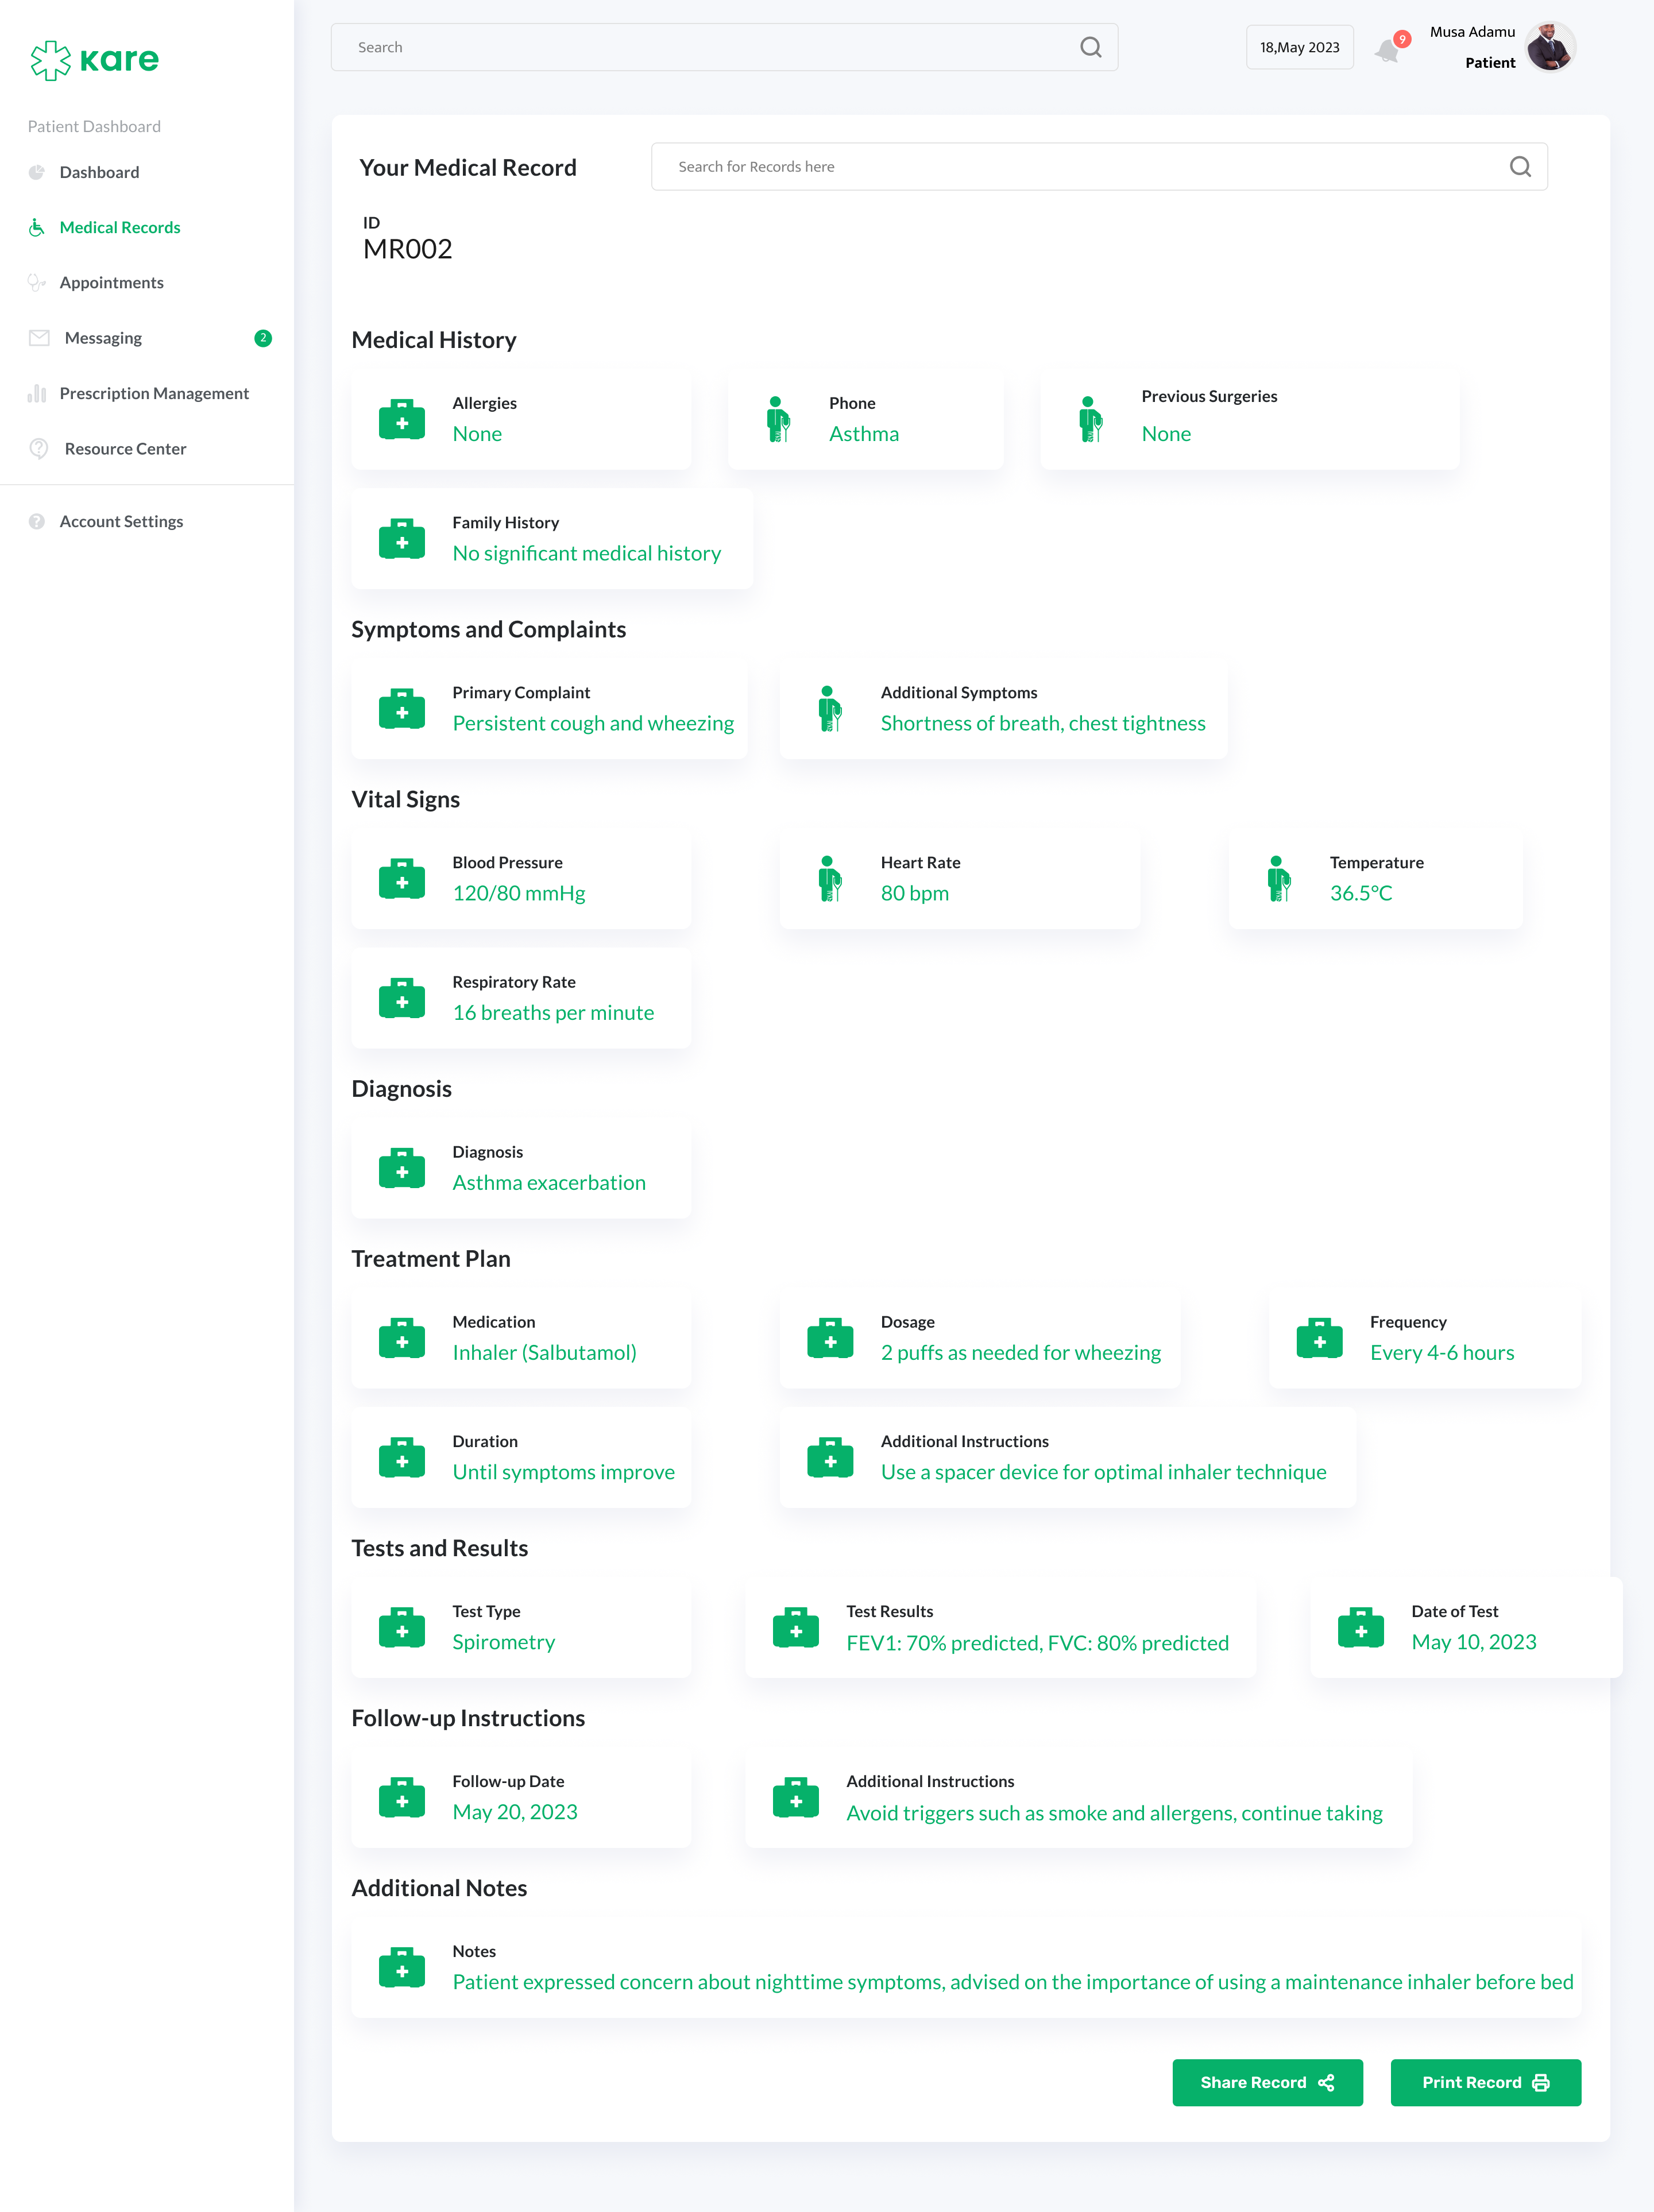 kare
Search
18,May 2023
9
Musa Adamu
Patient
Patient Dashboard
Dashboard
Medical Records
Appointments
Messaging
2
Prescription Management
Resource Center
Account Settings
Your Medical Record
Search for Records here
ID
MR002
Medical History
Allergies
None
Phone
Asthma
Previous Surgeries
None
Family History
No significant medical history
Symptoms and Complaints
Primary Complaint
Persistent cough and wheezing
Additional Symptoms
Shortness of breath, chest tightness
Vital Signs
Blood Pressure
120/80 mmHg
Heart Rate
80 bpm
Temperature
36.5°C
Respiratory Rate
16 breaths per minute
Diagnosis
Diagnosis
Asthma exacerbation
Treatment Plan
Medication
Inhaler (Salbutamol)
Dosage
2 puffs as needed for wheezing
Frequency
Every 4-6 hours
Duration
Until symptoms improve
Additional Instructions
Use a spacer device for optimal inhaler technique
Tests and Results
Test Type
Spirometry
Test Results
FEV1: 70% predicted, FVC: 80% predicted
Date of Test
May 10, 2023
Follow-up Instructions
Follow-up Date
May 20, 2023
Additional Instructions
Avoid triggers such as smoke and allergens, continue taking
Additional Notes
Notes
Patient expressed concern about nighttime symptoms, advised on the importance of using a maintenance inhaler before bed
Share Record
Print Record